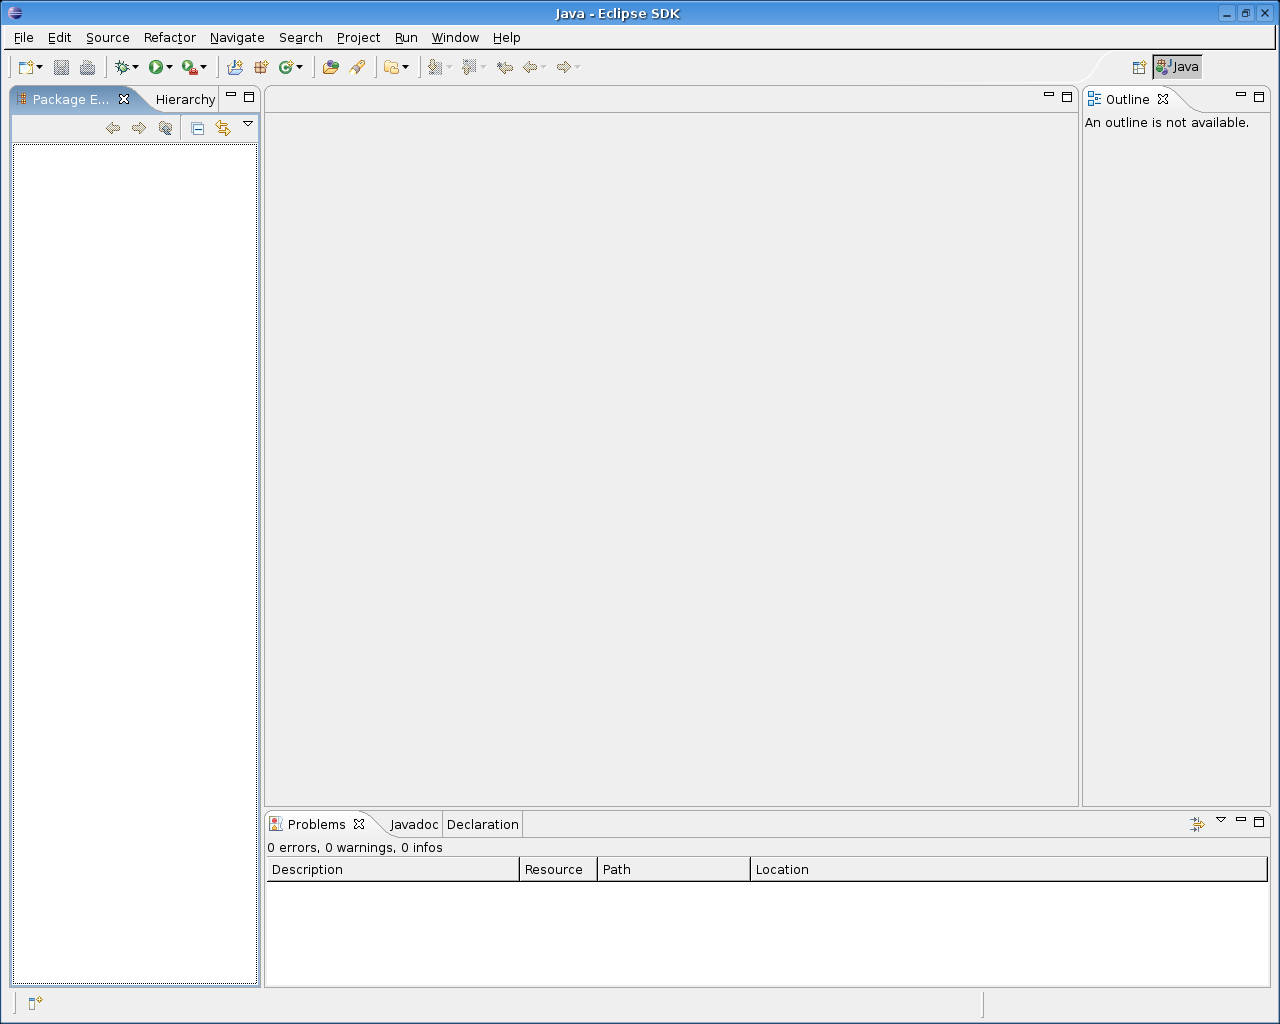 Java - Eclipse SDK
File Edit Source Refactor Navigate Search Project Run Window Help
Java
Package E... Hierarchy
Outline
An outline is not available.
Problems Javadoc Declaration
0 errors, 0 warnings, 0 infos
Description Resource Path Location